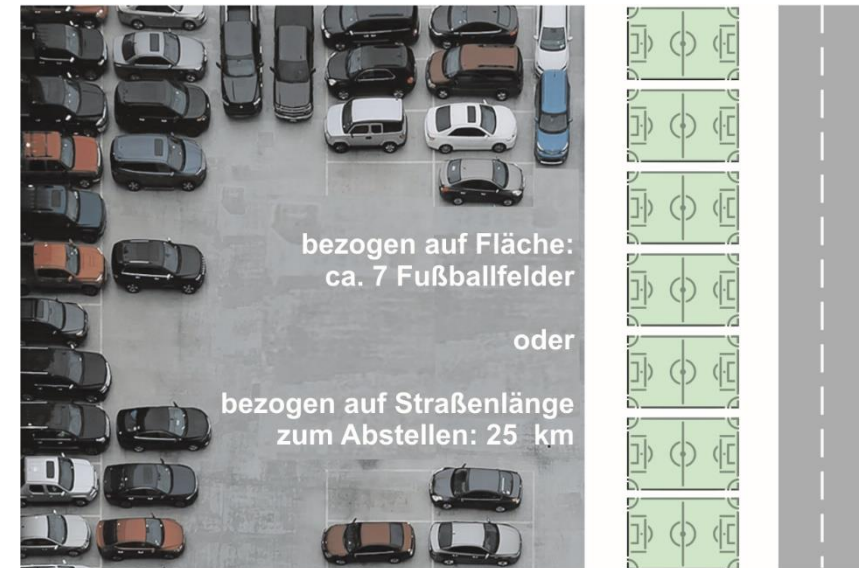 bezogen auf Fläche:
ca. 7 Fußballfelder
oder
bezogen auf Straßenlänge
zum Abstellen: 25 km